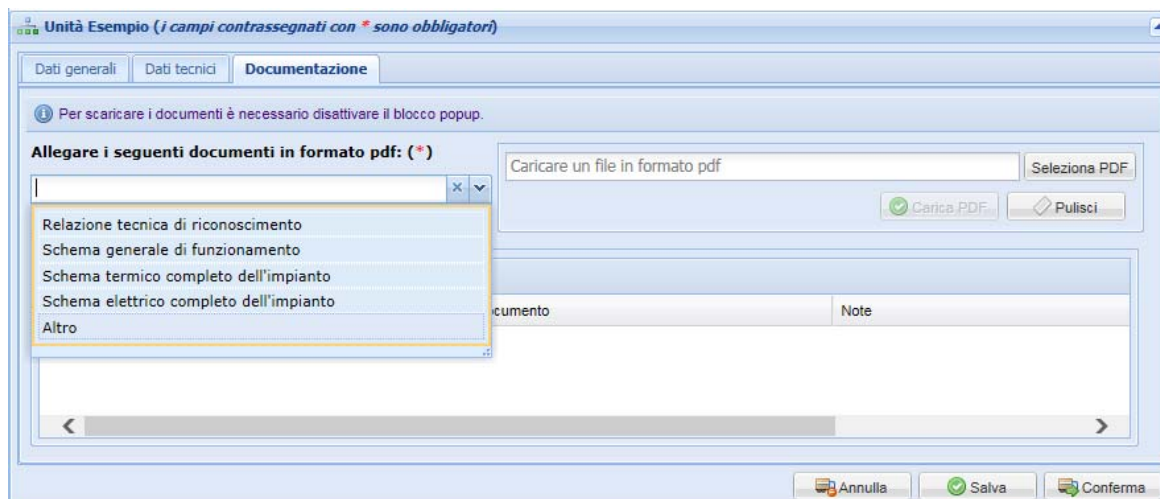 Unità Esempio (i campi contrassegnati con * sono obbligatori)
Dati generali Dati tecnici Documentazione
Per scaricare i documenti è necessario disattivare il blocco popup.
Allegare i seguenti documenti in formato pdf: (*)
Caricare un file in formato pdf Seleziona PDF
Carica PDF Pulisci
Relazione tecnica di riconoscimento
Schema generale di funzionamento
Schema termico completo dell'impianto
Schema elettrico completo dell'impianto
Altro
cumento Note
Annulla Salva Conferma